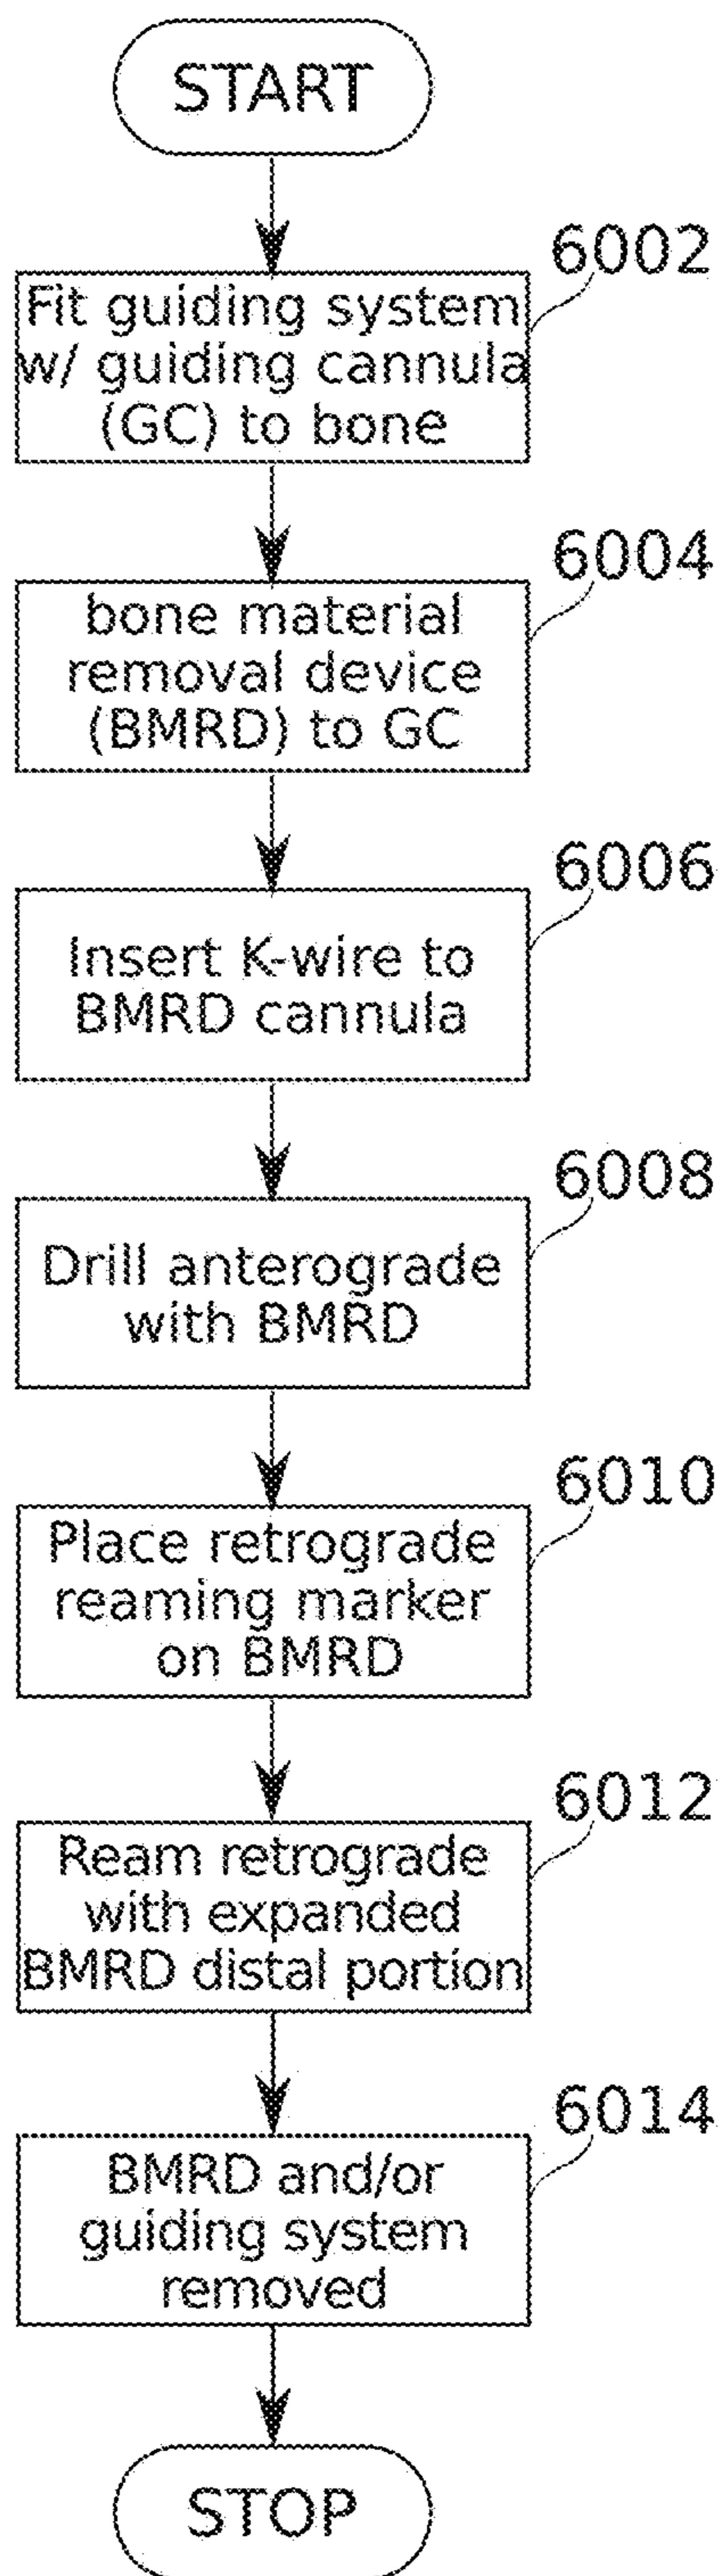 START
6002
Fit guiding system
w/ guiding cannula
(GC) to bone
6004
bone material
removal device
(BMRD) to GC
6006
Insert K-wire to
BMRD cannula
6008
Drill anterograde
with BMRD
6010
Place retrograde
reaming marker
on BMRD
6012
Ream retrograde
with expanded
BMRD distal portion
6014
BMRD and/or
guiding system
removed
STOP